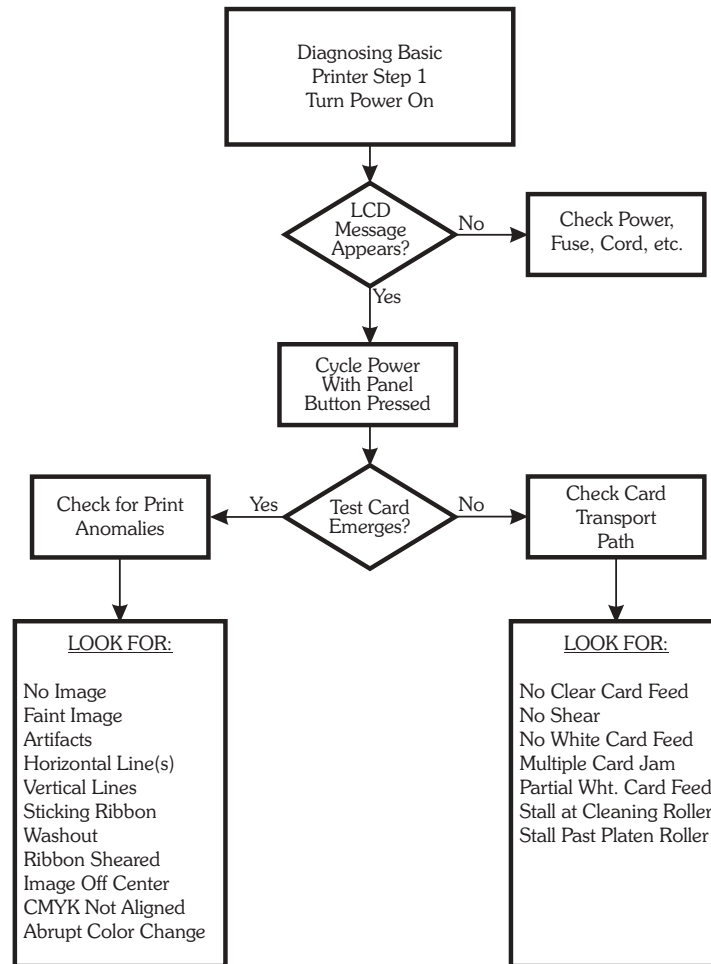 Diagnosing Basic
Printer Step 1
Turn Power On
LCD
Message
Appears?
No
Check Power,
Fuse, Cord, etc.
Yes
Cycle Power
With Panel
Button Pressed
Check for Print
Anomalies
Yes
Test Card
Emerges?
No
Check Card
Transport
Path
LOOK FOR:
No Image
Faint Image
Artifacts
Horizontal Line(s)
Vertical Lines
Sticking Ribbon
Washout
Ribbon Sheared
Image Off Center
CMYK Not Aligned
Abrupt Color Change
LOOK FOR:
No Clear Card Feed
No Shear
No White Card Feed
Multiple Card Jam
Partial Wht. Card Feed
Stall at Cleaning Roller
Stall Past Platen Roller